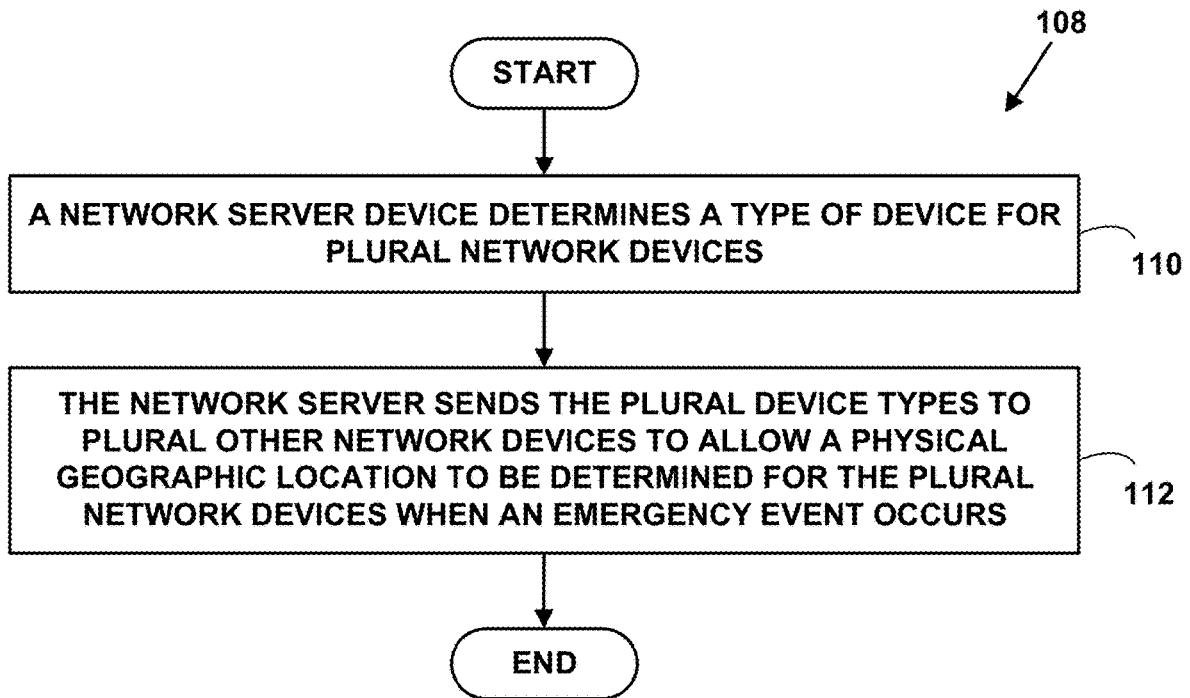 108
START
A NETWORK SERVER DEVICE DETERMINES A TYPE OF DEVICE FOR
PLURAL NETWORK DEVICES
110
THE NETWORK SERVER SENDS THE PLURAL DEVICE TYPES TO
PLURAL OTHER NETWORK DEVICES TO ALLOW A PHYSICAL
GEOGRAPHIC LOCATION TO BE DETERMINED FOR THE PLURAL
NETWORK DEVICES WHEN AN EMERGENCY EVENT OCCURS
112
END